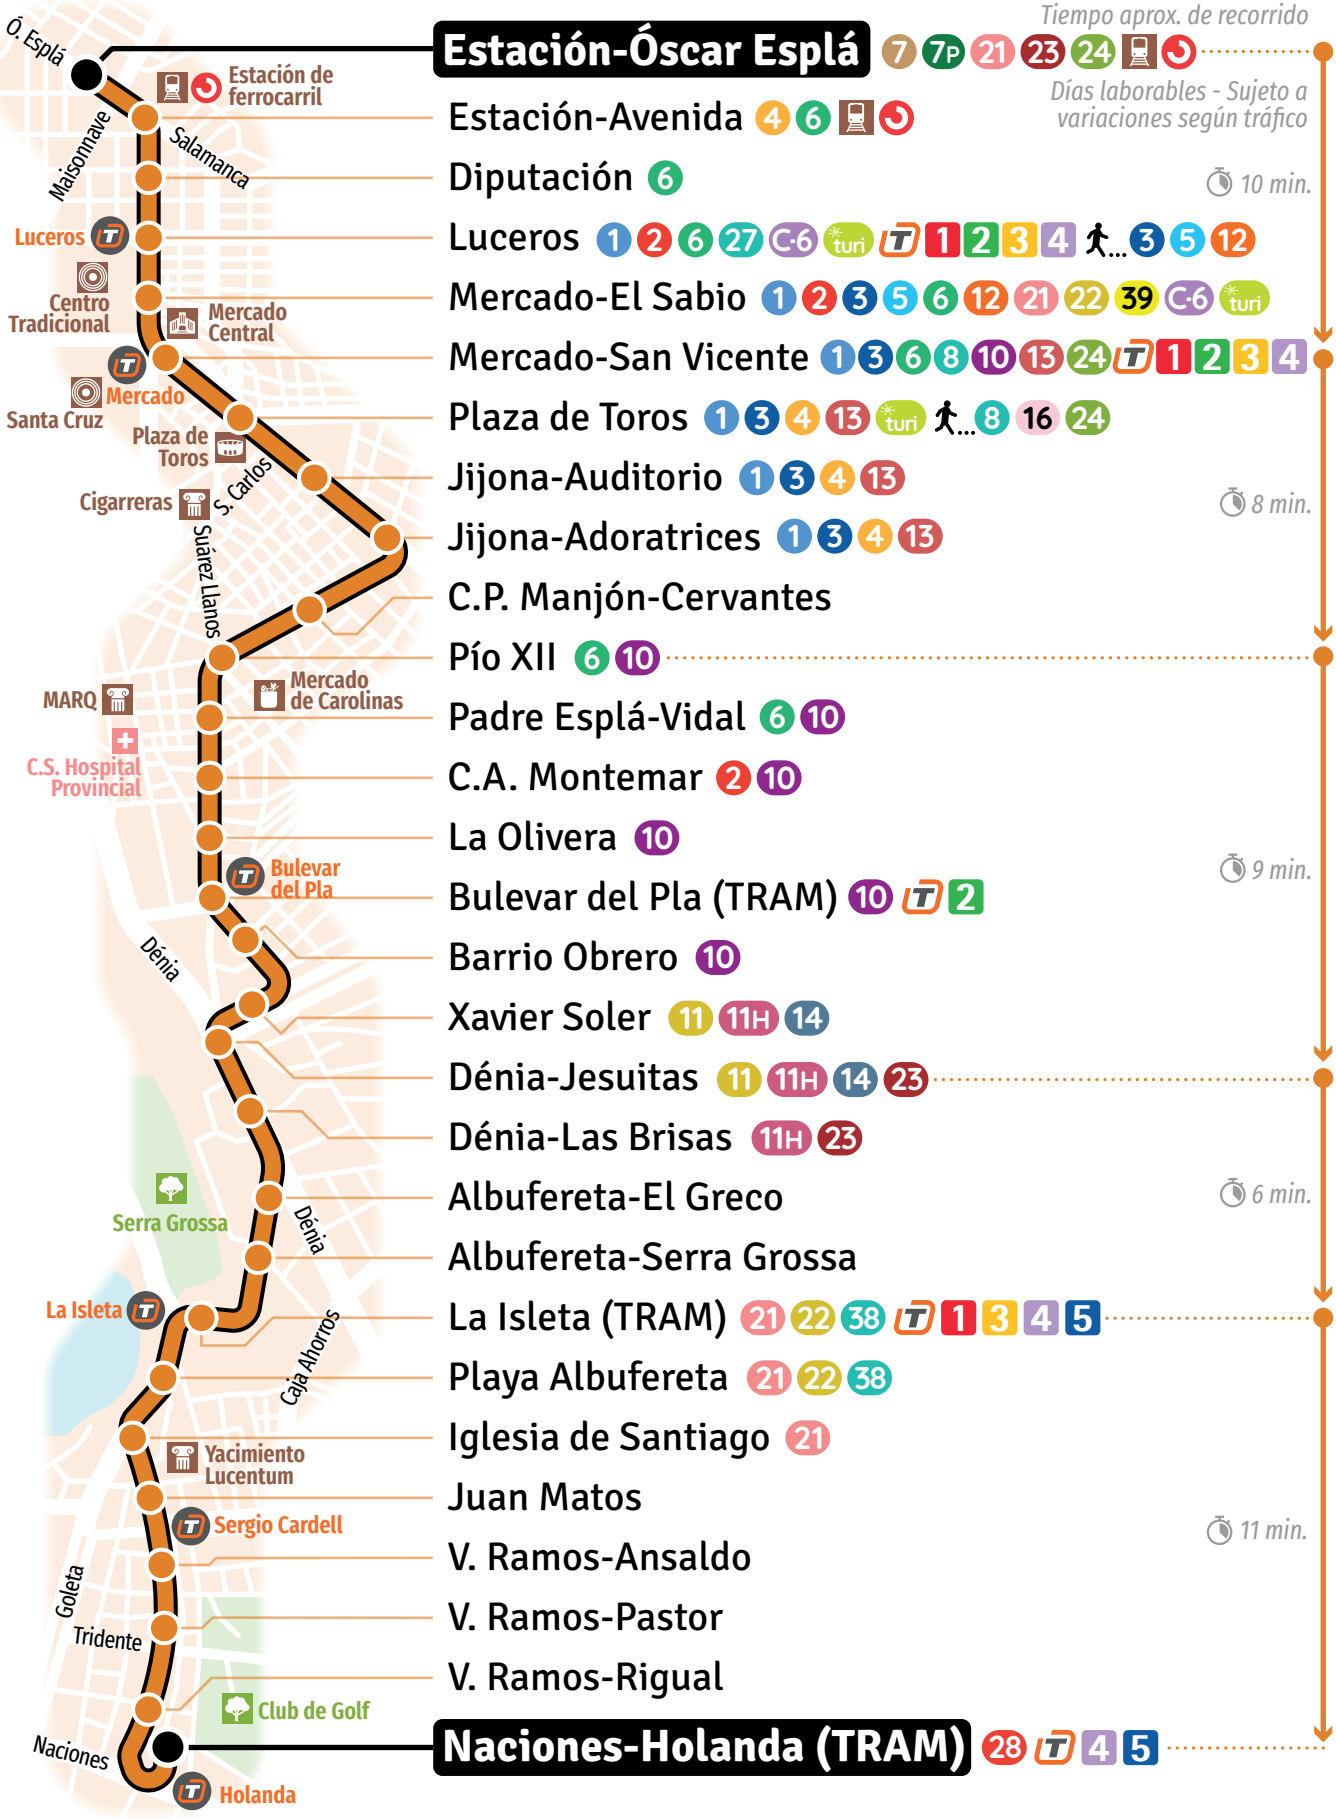 Tiempo aprox. de recorrido
Estación-Óscar Esplá 7 7P 21 23 24
Días laborables - Sujeto a
variaciones según tráfico
Estación-Avenida 4 6
Diputación 6
10 min.
Luceros 1 2 6 27 C-6 turi T 1 2 3 4 ... 3 5 12
Mercado-El Sabio 1 2 3 5 6 12 21 22 39 C-6 turi
Mercado-San Vicente 1 3 6 8 10 13 24 T 1 2 3 4
Plaza de Toros 1 3 4 13 turi ... 8 16 24
Jijona-Auditorio 1 3 4 13
8 min.
Jijona-Adoratrices 1 3 4 13
C.P. Manjón-Cervantes
Pío XII 6 10
Padre Esplá-Vidal 6 10
C.A. Montemar 2 10
La Olivera 10
9 min.
Bulevar del Pla (TRAM) 10 T 2
Barrio Obrero 10
Xavier Soler 11 11H 14
Dénia-Jesuitas 11 11H 14 23
Dénia-Las Brisas 11H 23
Albufereta-El Greco
6 min.
Albufereta-Serra Grossa
La Isleta (TRAM) 21 22 38 T 1 3 4 5
Playa Albufereta 21 22 38
Iglesia de Santiago 21
Juan Matos
11 min.
V. Ramos-Ansaldo
V. Ramos-Pastor
V. Ramos-Rigual
Naciones-Holanda (TRAM) 28 T 4 5
Ó. Esplá
Estación de
ferrocarril
Maisonnave
Salamanca
Luceros T
Centro
Tradicional
Mercado
Central
T
Mercado
Santa Cruz
Plaza de
Toros
S. Carlos
Cigarreras
Suárez Llanos
Mercado
de Carolinas
MARQ
C.S. Hospital
Provincial
T Bulevar
del Pla
Dénia
Serra Grossa
Dénia
La Isleta T
Caja Ahorros
Yacimiento
Lucentum
T Sergio Cardell
Goleta
Tridente
Club de Golf
Naciones
T Holanda